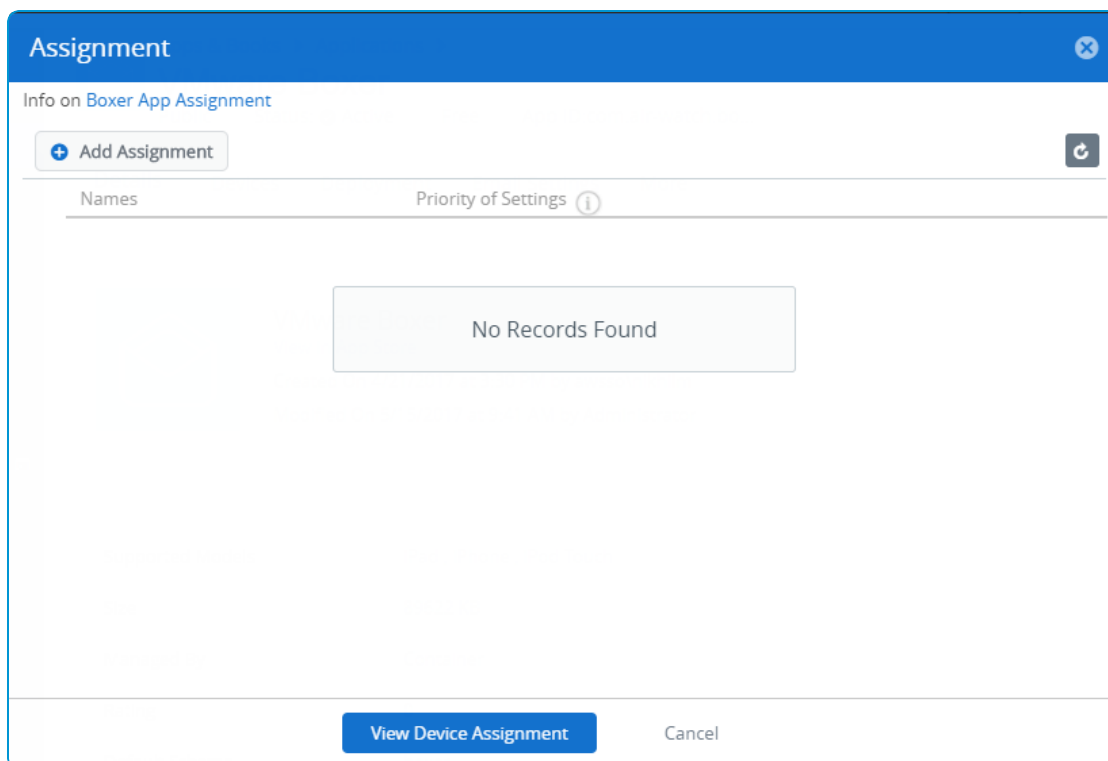 Assignment
Info on Boxer App Assignment
Add Assignment
Names Priority of Settings
No Records Found
View Device Assignment Cancel